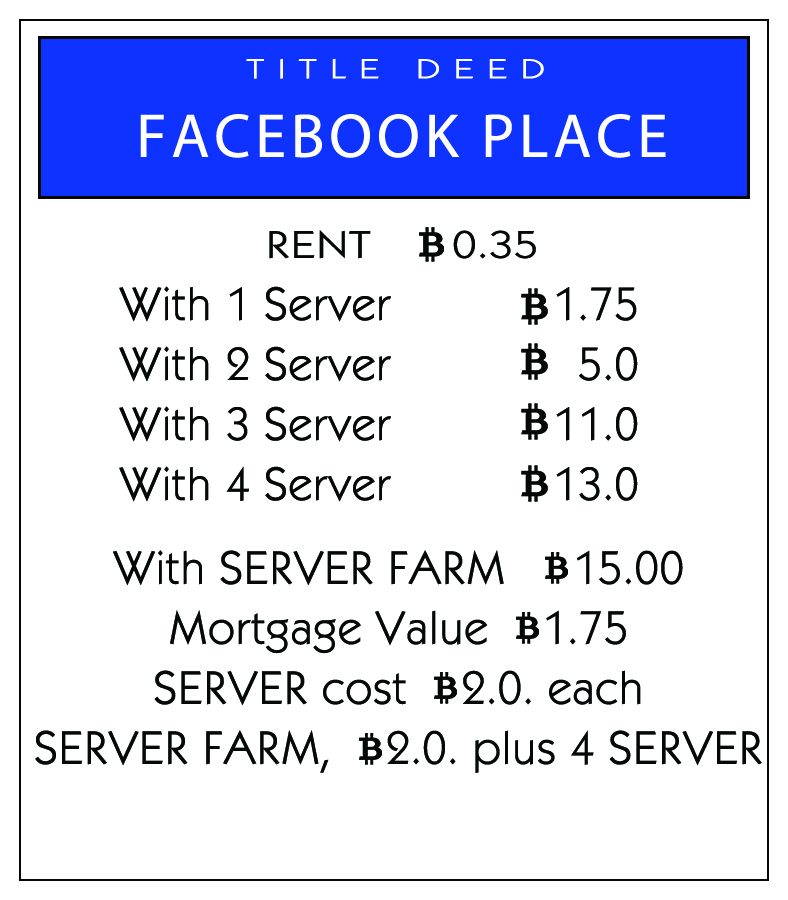 TITLE DEED
FACEBOOK PLACE
RENT ₿0.35
With 1 Server ₿1.75
With 2 Server ₿ 5.0
With 3 Server ₿11.0
With 4 Server ₿13.0
With SERVER FARM ₿15.00
Mortgage Value ₿1.75
SERVER cost ₿2.0. each
SERVER FARM, ₿2.0. plus 4 SERVER